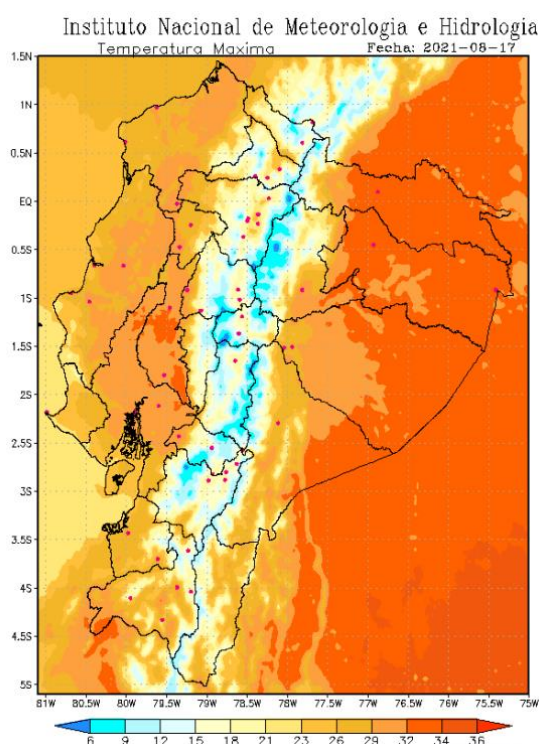 Instituto Nacional de Meteorologia e Hidrologia
Temperatura Maxima Fecha: 2021-08-17
1.5N
1N
0.5N
EQ
0.5S
1S
1.5S
2S
2.5S
3S
3.5S
4S
4.5S
5S
81W 80.5W 80W 79.5W 79W 78.5W 78W 77.5W 77W 76.5W 76W 75.5W 75W
6 9 12 15 18 21 23 26 29 32 34 36